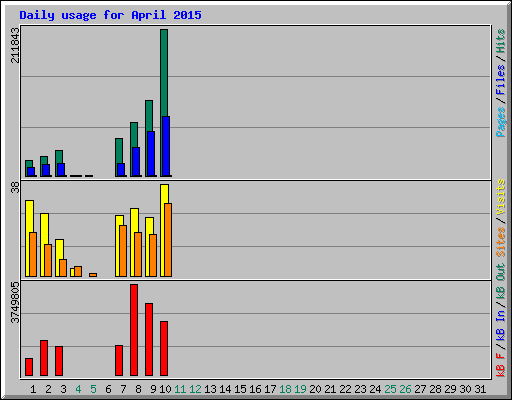 Daily usage for April 2015
211843
Pages / Files / Hits
38
Sites / Visits
3749805
kB F / kB In / kB Out
1 2 3 4 5 6 7 8 9 10 11 12 13 14 15 16 17 18 19 20 21 22 23 24 25 26 27 28 29 30 31